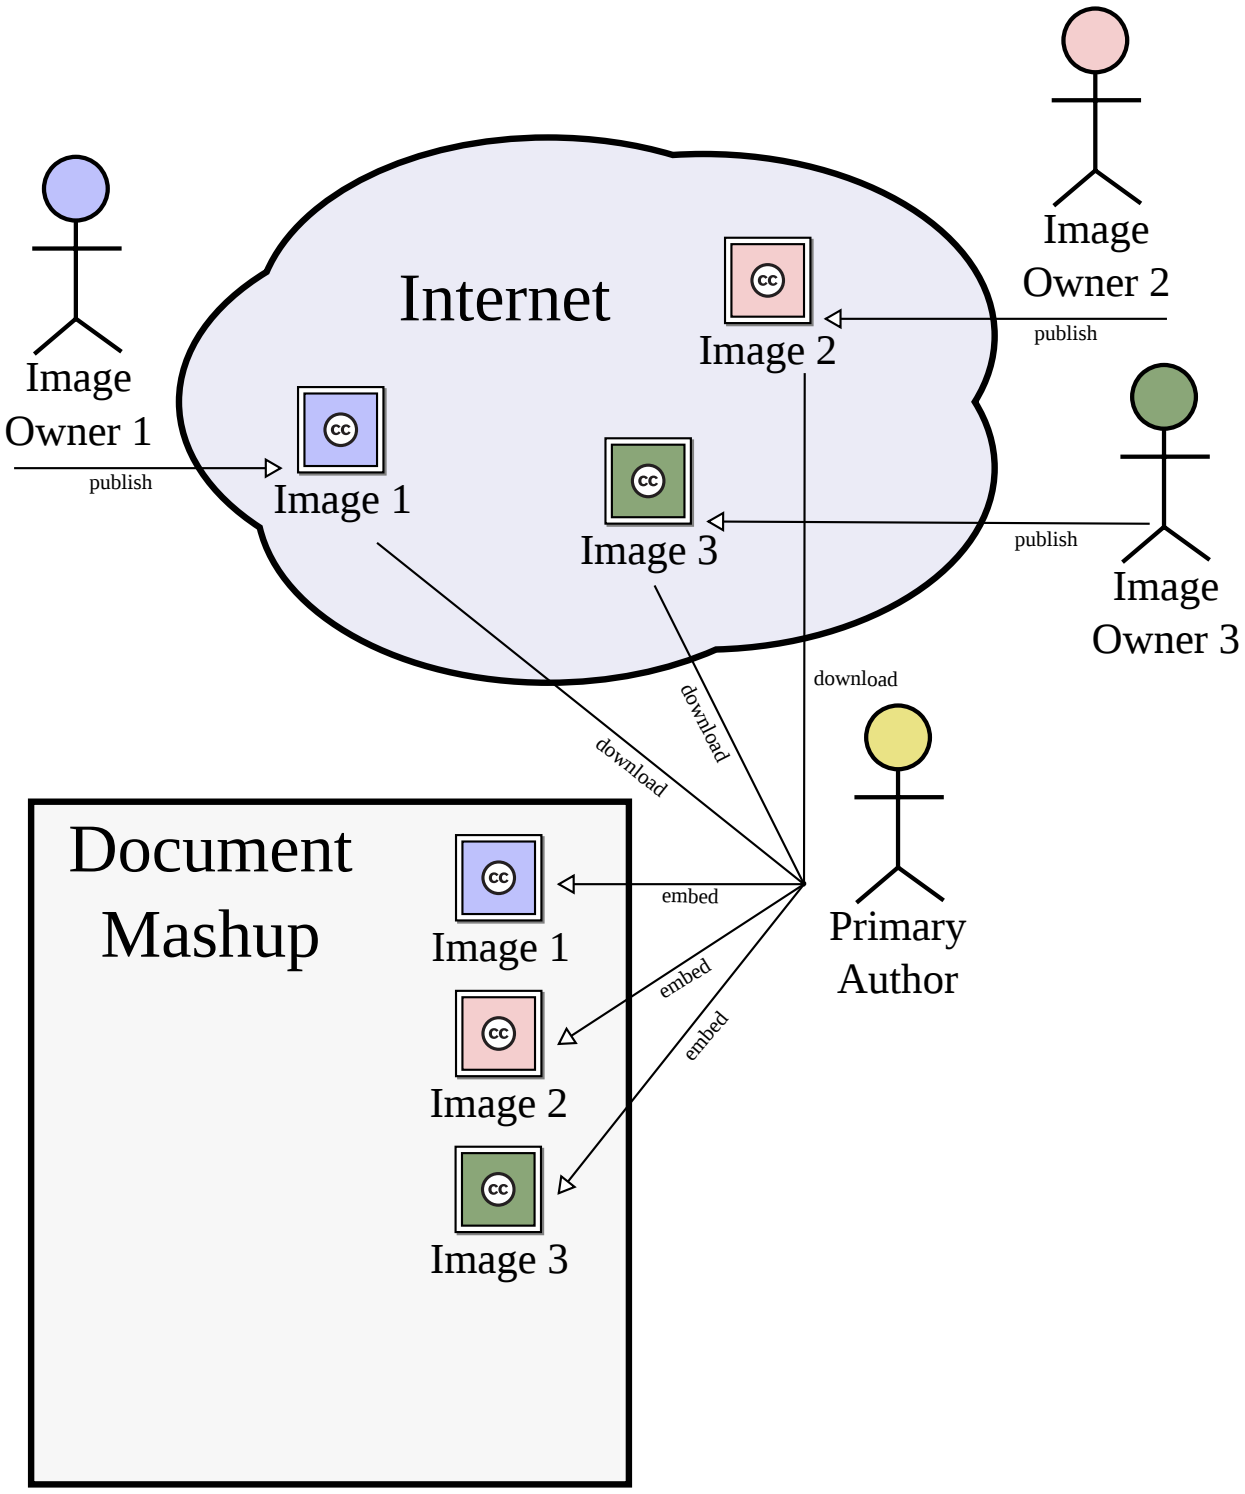 Image
Owner 2
Image
Owner 1
publish
Internet
cc
Image 2
publish
cc
Image 1
cc
Image 3
publish
Image
Owner 3
download
download
download
Primary
Author
Document
Mashup
cc
Image 1
embed
cc
Image 2
embed
cc
Image 3
embed